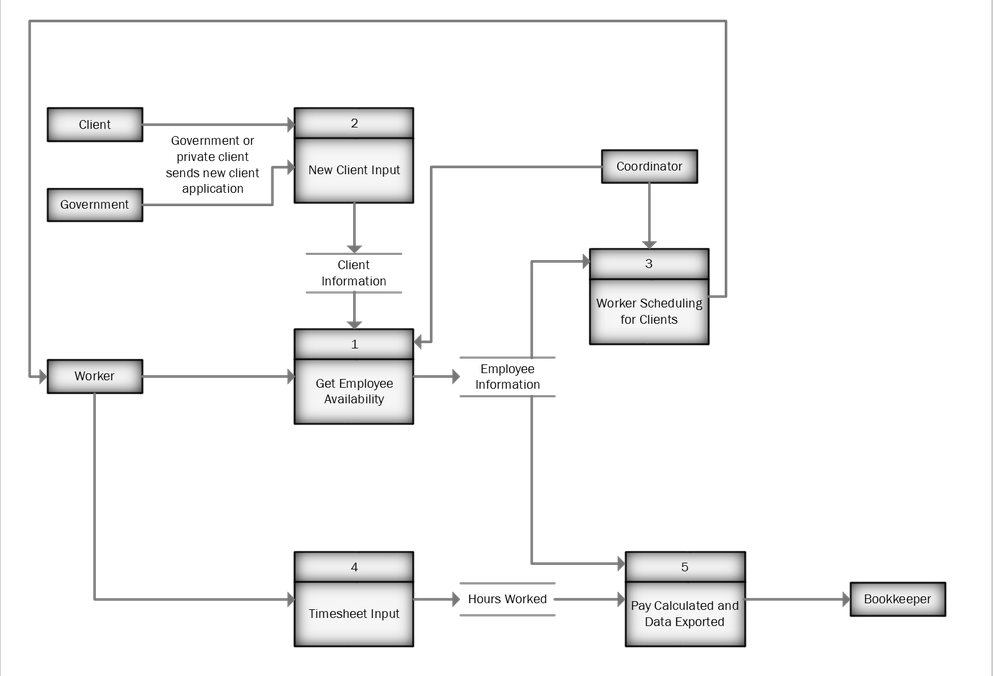 Client
Government or
private client
sends new client
application
Government
2
New Client Input
Coordinator
Client
Information
3
Worker Scheduling
for Clients
1
Get Employee
Availability
Worker
Employee
Information
4
Timesheet Input
Hours Worked
5
Pay Calculated and
Data Exported
Bookkeeper